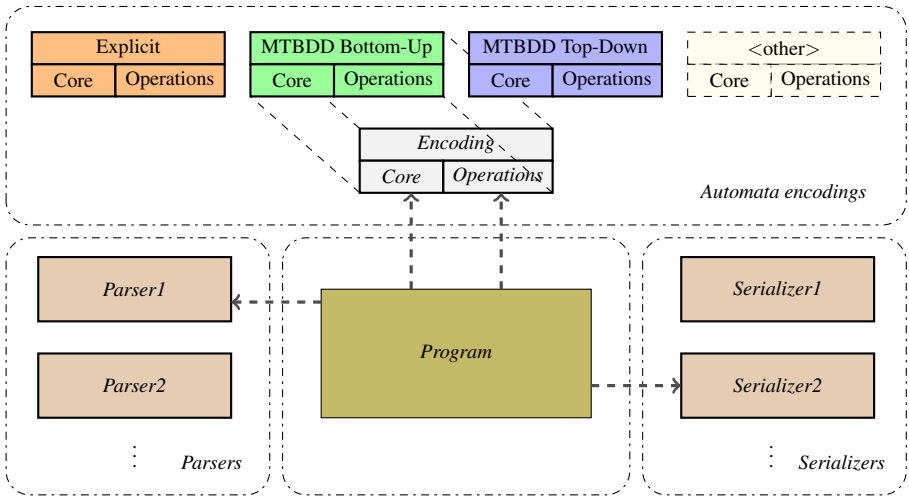 Explicit MTBDD Bottom-Up MTBDD Top-Down <other>
Core Operations Core Operations Core Operations Core Operations
Encoding
Core Operations
Automata encodings
Parser1 Serializer1
Program
Parser2 Serializer2
Parsers Serializers